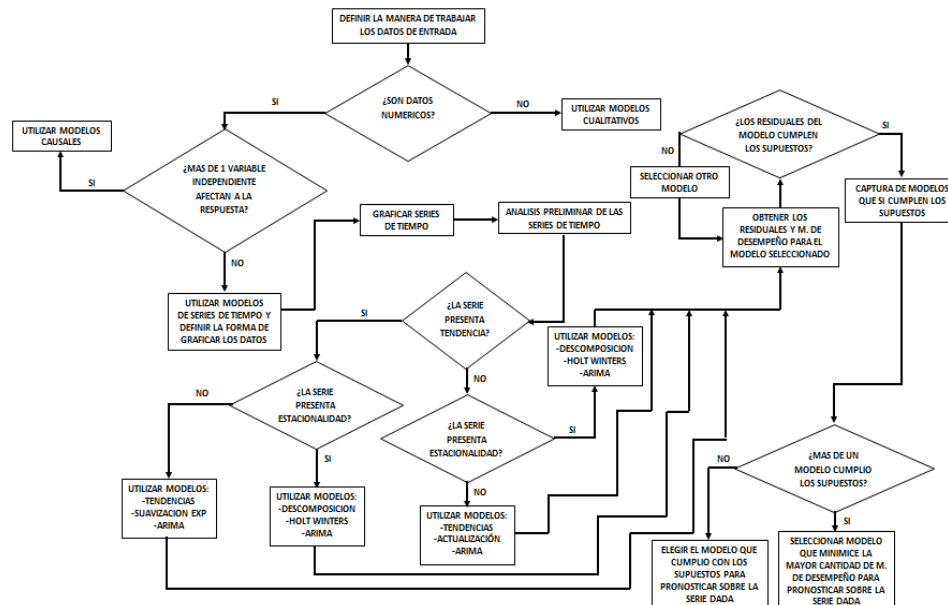 DEFINIR LA MANERA DE TRABAJAR
LOS DATOS DE ENTRADA
¿SON DATOS
NUMERICOS?
SI
NO
UTILIZAR MODELOS
CUALITATIVOS
UTILIZAR MODELOS
CAUSALES
SI
¿MAS DE 1 VARIABLE
INDEPENDIENTE
AFECTAN A LA
RESPUESTA?
NO
UTILIZAR MODELOS
DE SERIES DE TIEMPO Y
DEFINIR LA FORMA DE
GRAFICAR LOS DATOS
GRAFICAR SERIES
DE TIEMPO
ANALISIS PRELIMINAR DE LAS
SERIES DE TIEMPO
¿LA SERIE
PRESENTA
TENDENCIA?
SI
NO
¿LA SERIE
PRESENTA
ESTACIONALIDAD?
NO
SI
UTILIZAR MODELOS:
-TENDENCIAS
-SUAVIZACION EXP
-ARIMA
UTILIZAR MODELOS:
-DESCOMPOSICION
-HOLT WINTERS
-ARIMA
¿LA SERIE
PRESENTA
ESTACIONALIDAD?
SI
NO
UTILIZAR MODELOS:
-DESCOMPOSICION
-HOLT WINTERS
-ARIMA
UTILIZAR MODELOS:
-TENDENCIAS
-ACTUALIZACIÓN
-ARIMA
OBTENER LOS
RESIDUALES Y M. DE
DESEMPEÑO PARA EL
MODELO SELECCIONADO
¿LOS RESIDUALES DEL
MODELO CUMPLEN
LOS SUPUESTOS?
NO
SI
SELECCIONAR OTRO
MODELO
CAPTURA DE MODELOS
QUE SI CUMPLEN LOS
SUPUESTOS
¿MAS DE UN
MODELO CUMPLIO
LOS SUPUESTOS?
NO
SI
ELEGIR EL MODELO QUE
CUMPLIO CON LOS
SUPUESTOS PARA
PRONOSTICAR SOBRE LA
SERIE DADA
SELECCIONAR MODELO
QUE MINIMICE LA
MAYOR CANTIDAD DE M.
DE DESEMPEÑO PARA
PRONOSTICAR SOBRE LA
SERIE DADA